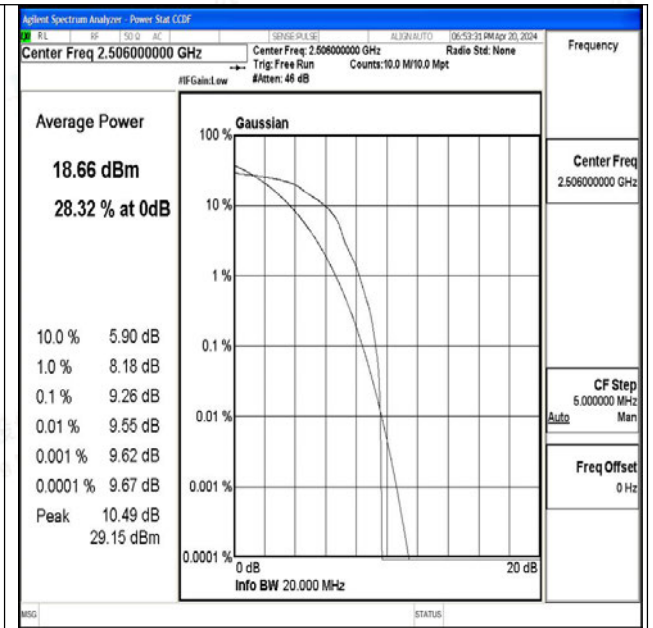 Agilent Spectrum Analyzer - Power Stat CCDF
RL RF 50 Ω AC SENSE:PULSE ALIGN AUTO 06:53:31 PM Apr 20, 2024
Center Freq 2.506000000 GHz
Center Freq: 2.506000000 GHz Radio Std: None
Trig: Free Run Counts:10.0 M/10.0 Mpt
#IFGain:Low #Atten: 46 dB
Frequency
Average Power
18.66 dBm
28.32 % at 0dB
10.0 % 5.90 dB
1.0 % 8.18 dB
0.1 % 9.26 dB
0.01 % 9.55 dB
0.001 % 9.62 dB
0.0001 % 9.67 dB
Peak 10.49 dB
29.15 dBm
Gaussian
100 %
10 %
1 %
0.1 %
0.01 %
0.001 %
0.0001 %
0 dB 20 dB
Info BW 20.000 MHz
Center Freq
2.506000000 GHz
CF Step
5.000000 MHz
Auto Man
Freq Offset
0 Hz
MSG STATUS